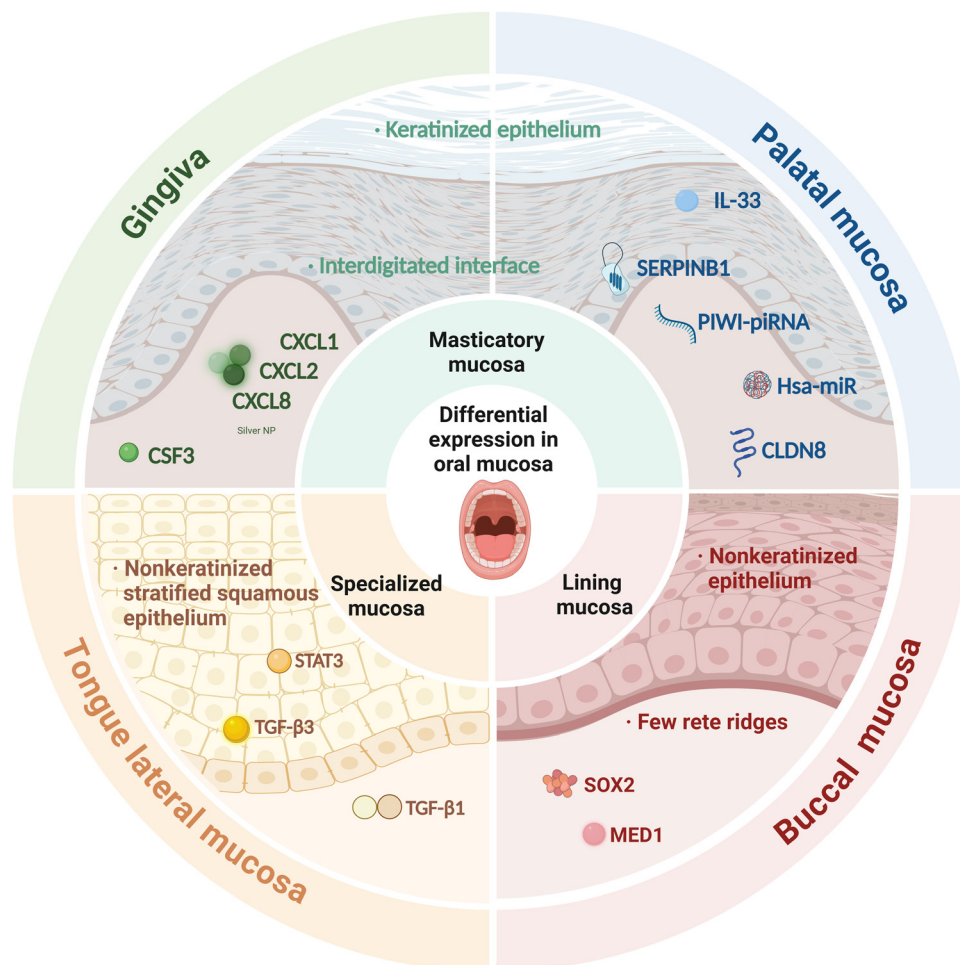 Gingiva
Palatal mucosa
· Keratinized epithelium
· Interdigitated interface
IL-33
SERPINB1
PIWI-piRNA
Hsa-miR
CLDN8
CXCL1
CXCL2
CXCL8
Silver NP
CSF3
Masticatory
mucosa
Differential
expression in
oral mucosa
Specialized
mucosa
Lining
mucosa
· Nonkeratinized
stratified squamous
epithelium
STAT3
TGF-β3
TGF-β1
Tongue lateral mucosa
· Nonkeratinized
epithelium
· Few rete ridges
SOX2
MED1
Buccal mucosa